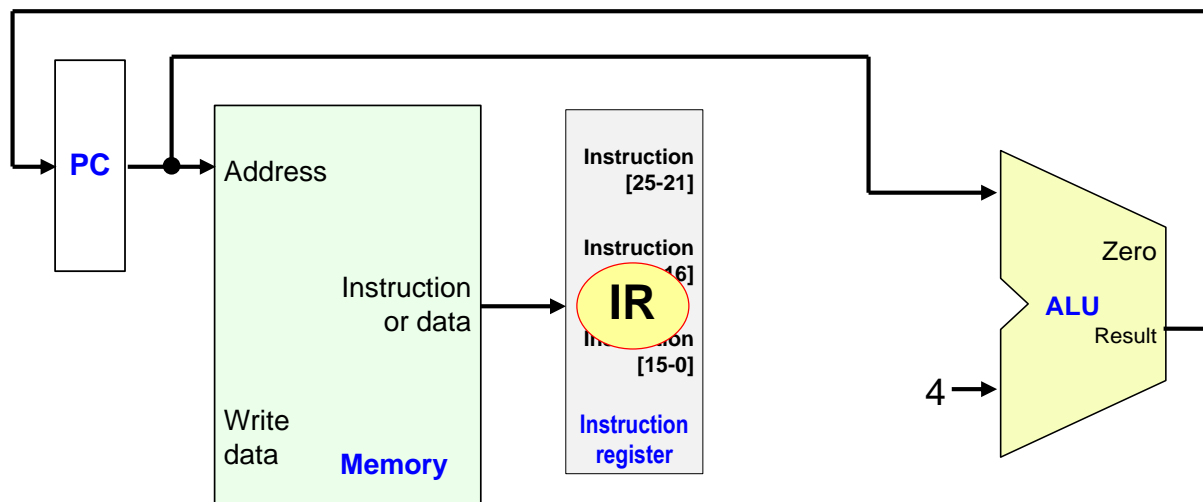 PC
Address
Instruction
or data
Write
data
Memory
Instruction
[25-21]
Instruction
16]
IR
[15-0]
Instruction
register
4
Zero
ALU
Result